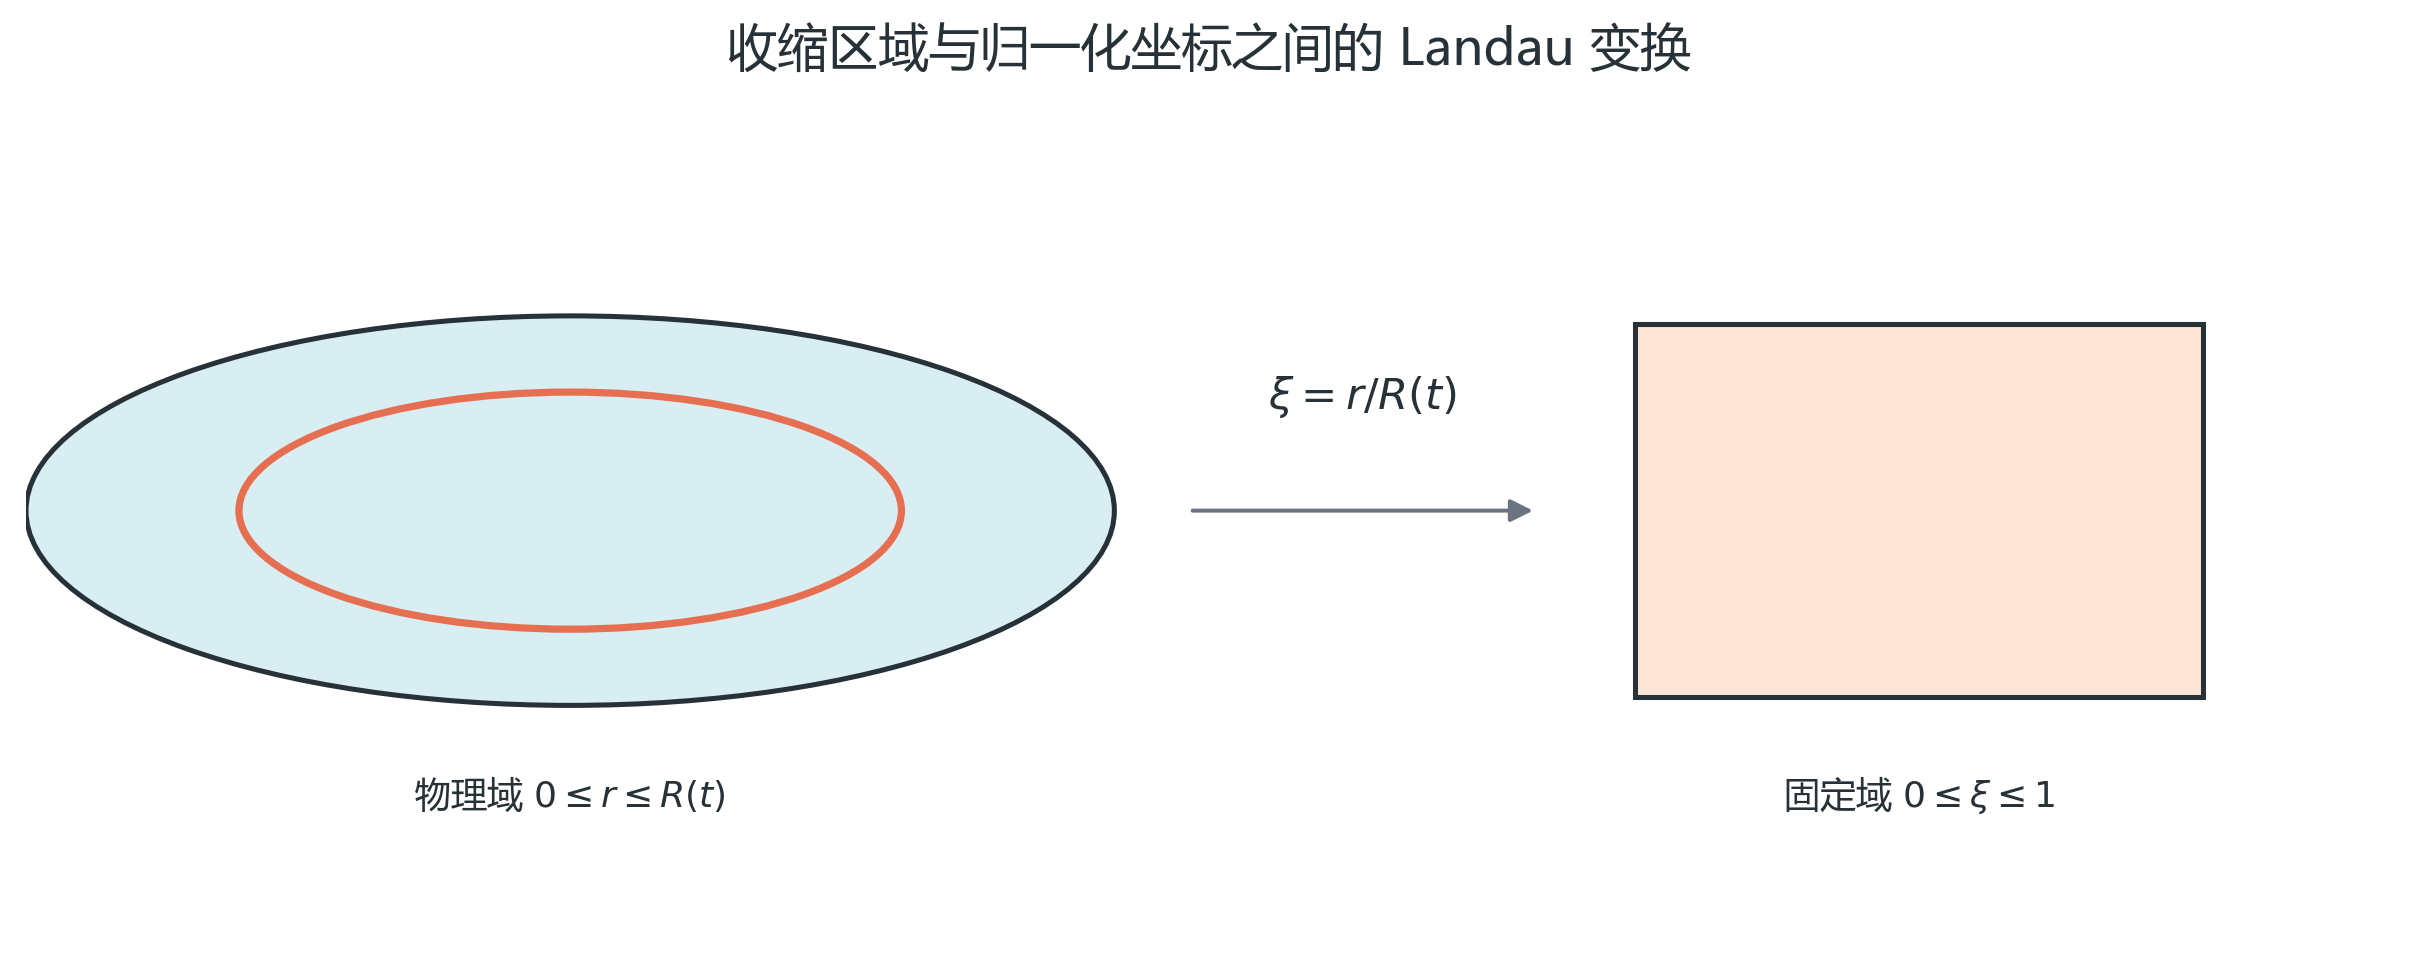 收缩区域与归一化坐标之间的 Landau 变换
ξ = r/R(t)
物理域 0 ≤ r ≤ R(t)
固定域 0 ≤ ξ ≤ 1